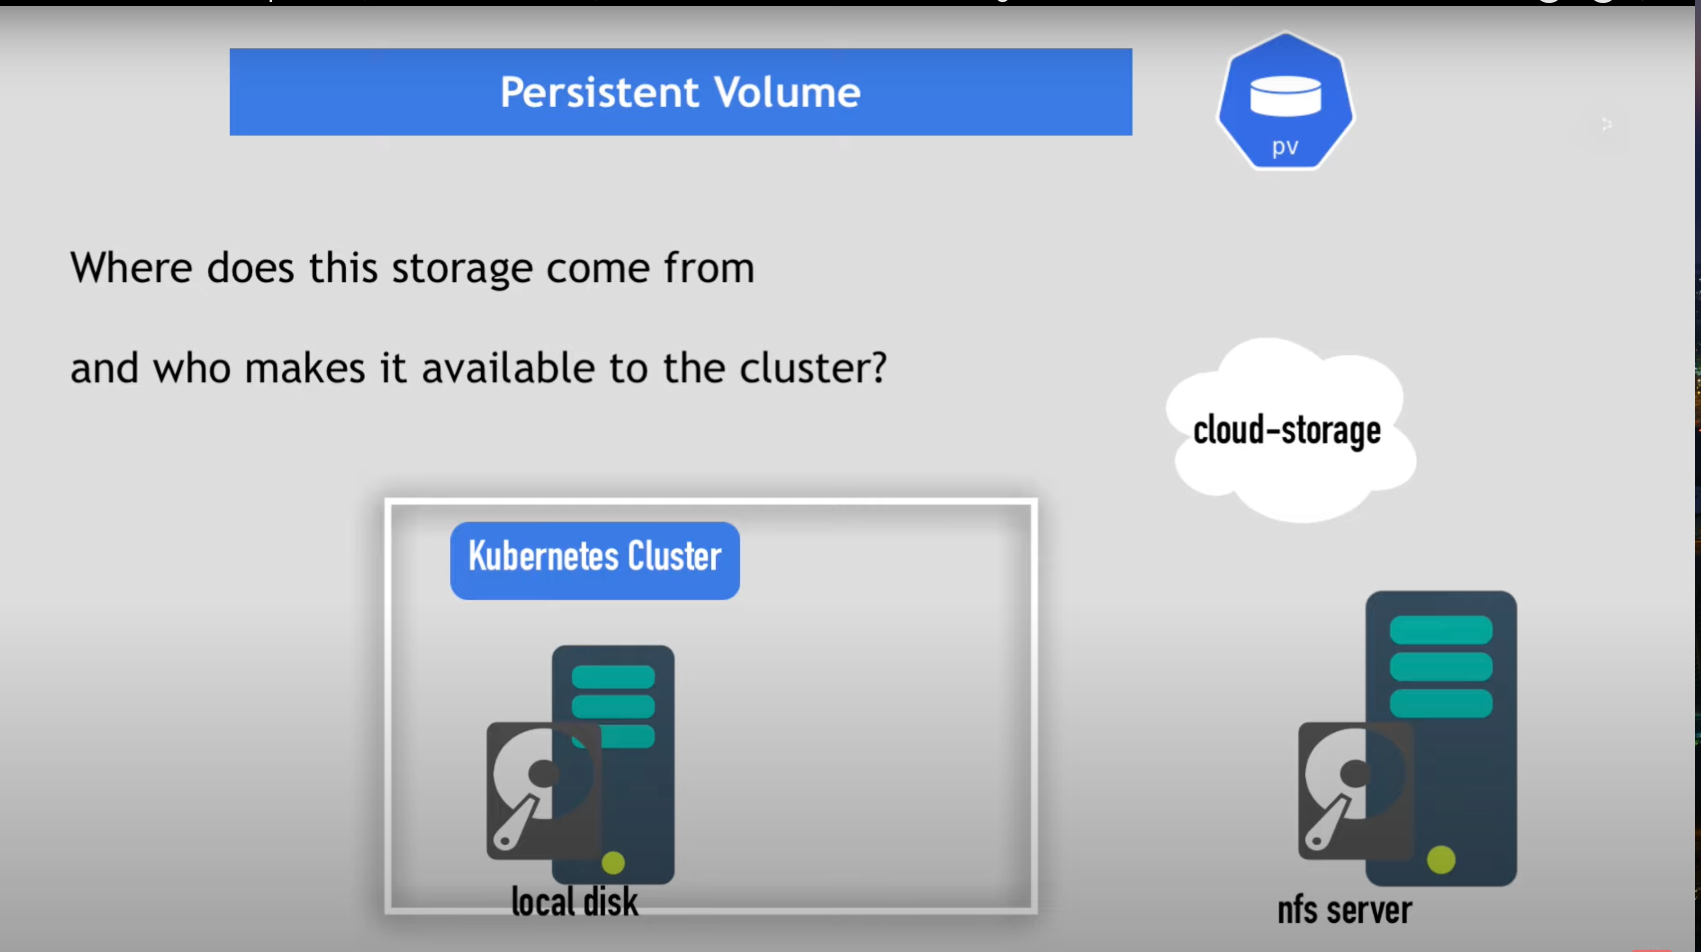 Persistent Volume
pv
Where does this storage come from
and who makes it available to the cluster?
cloud-storage
Kubernetes Cluster
local disk
nfs server